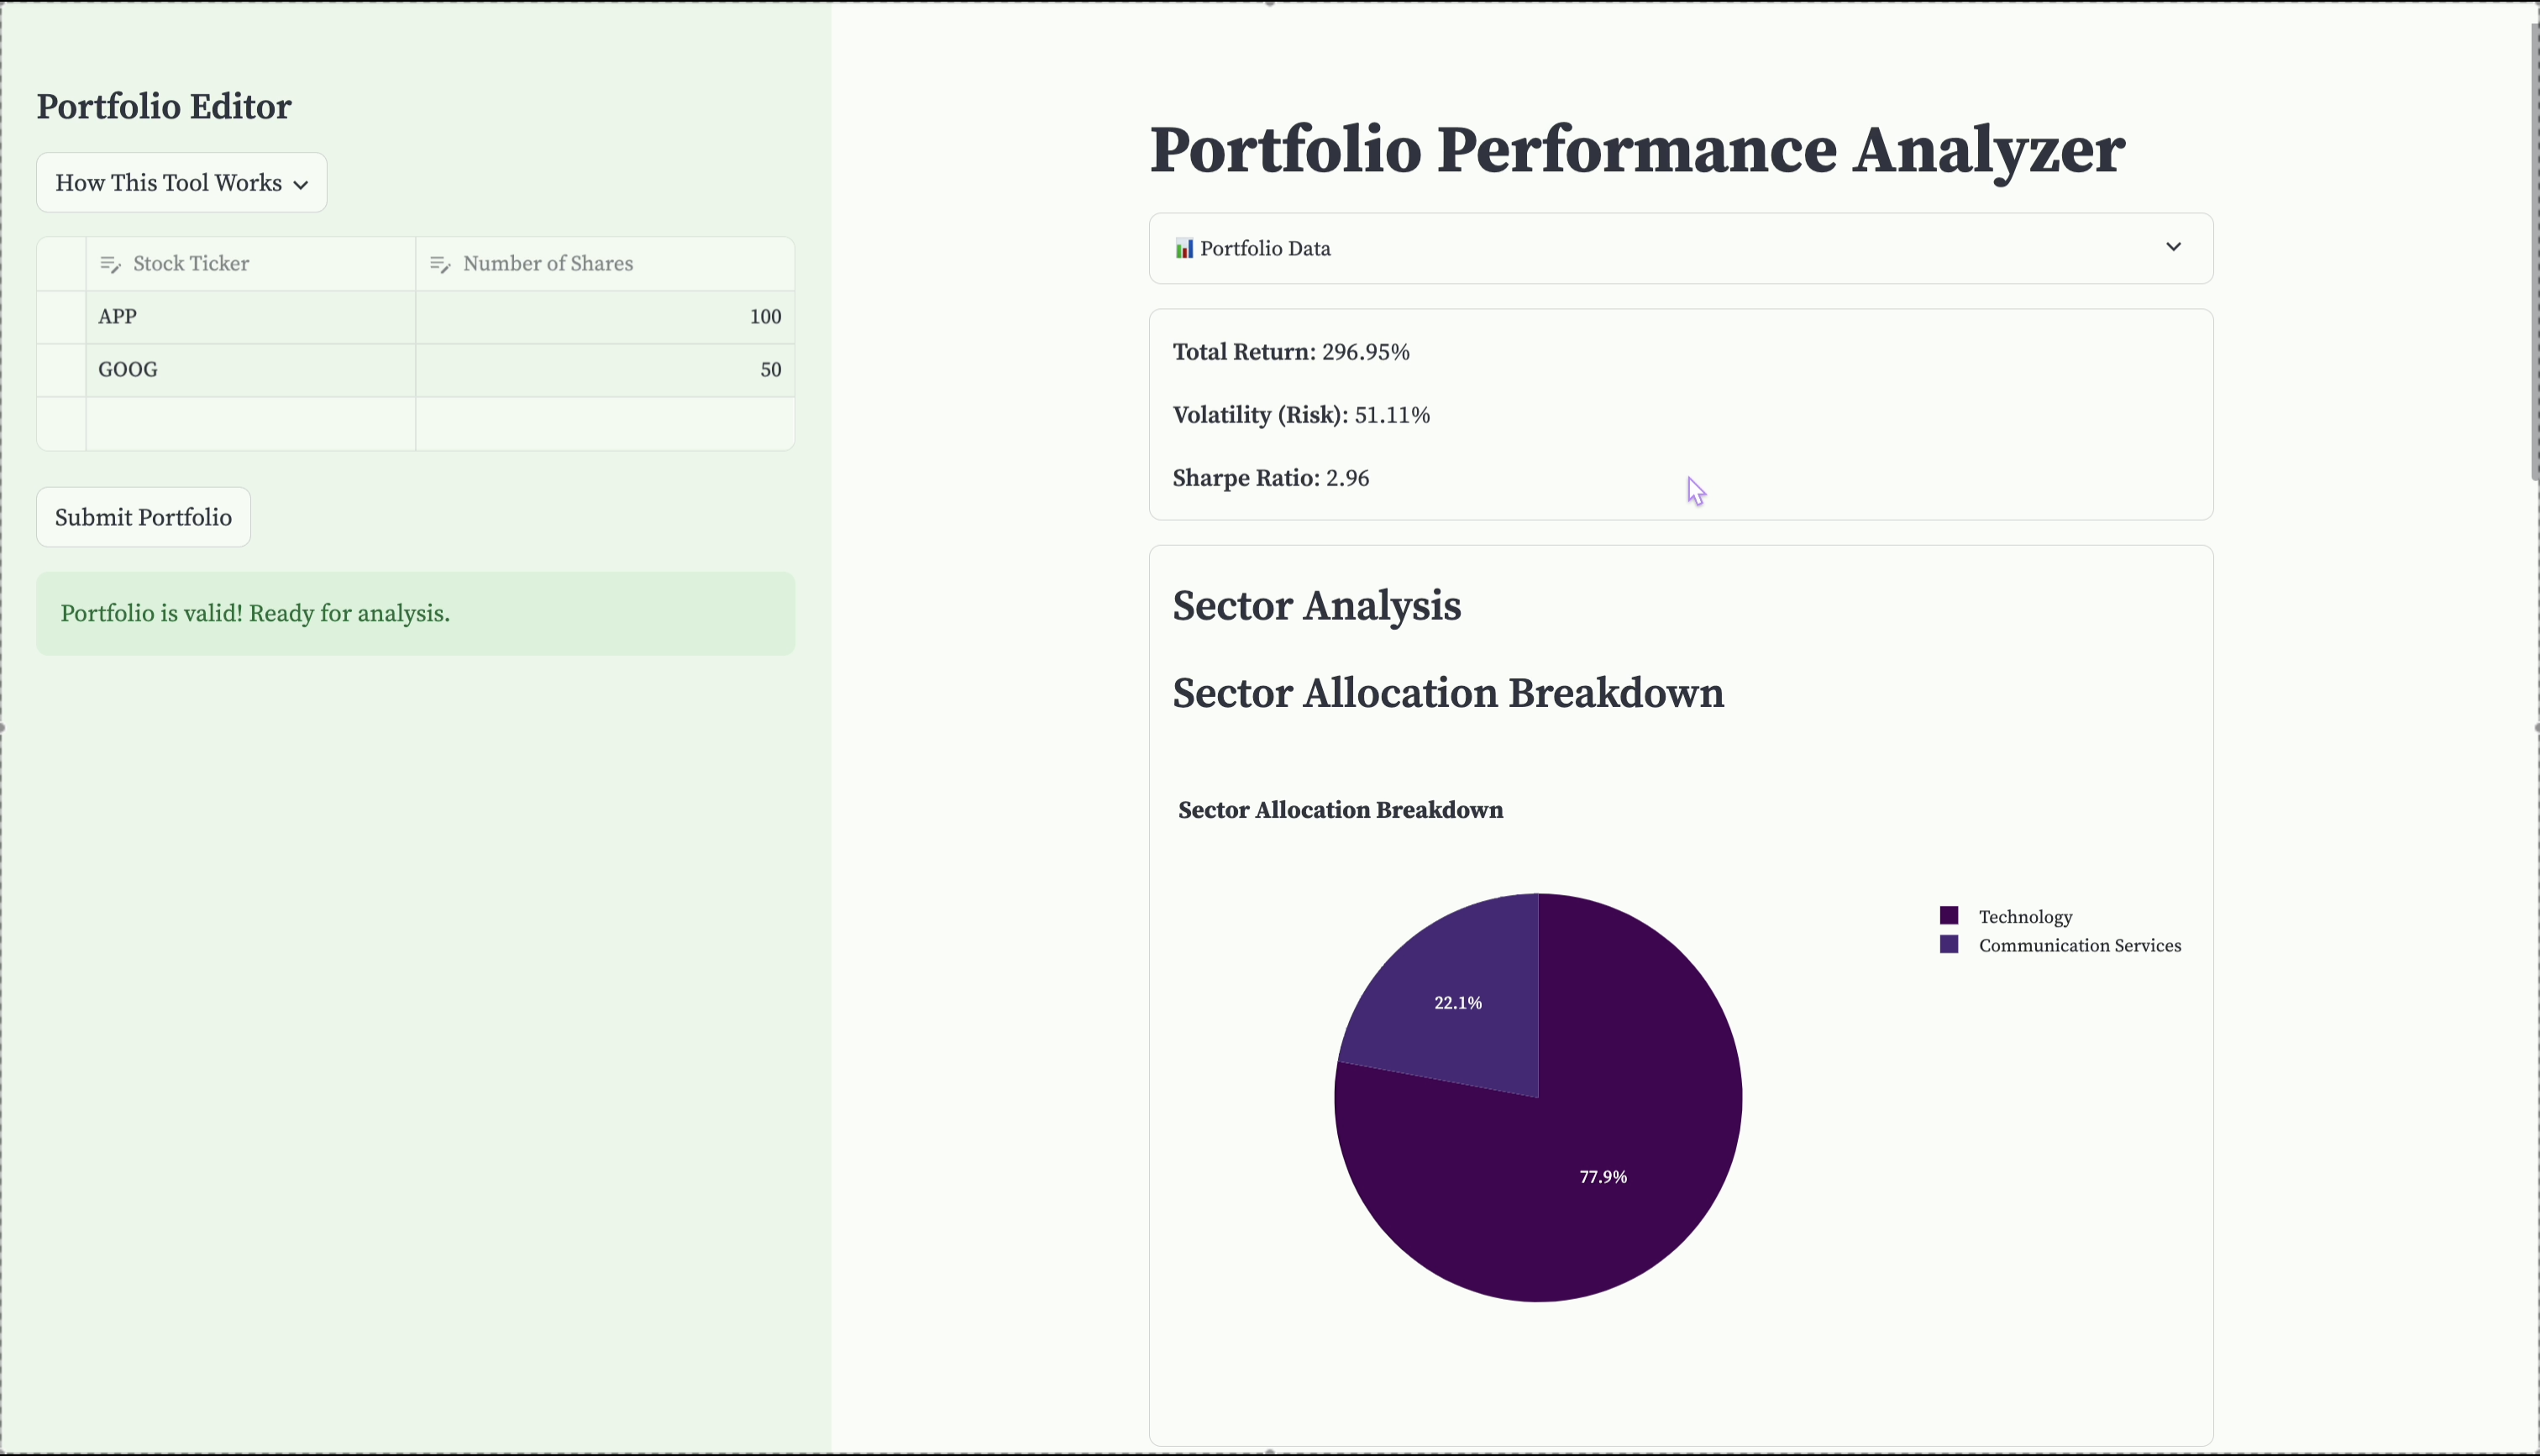 Portfolio Editor
How This Tool Works
Stock Ticker Number of Shares
APP 100
GOOG 50
Submit Portfolio
Portfolio is valid! Ready for analysis.
Portfolio Performance Analyzer
Portfolio Data
Total Return: 296.95%
Volatility (Risk): 51.11%
Sharpe Ratio: 2.96
Sector Analysis
Sector Allocation Breakdown
Sector Allocation Breakdown
Technology
Communication Services
22.1%
77.9%